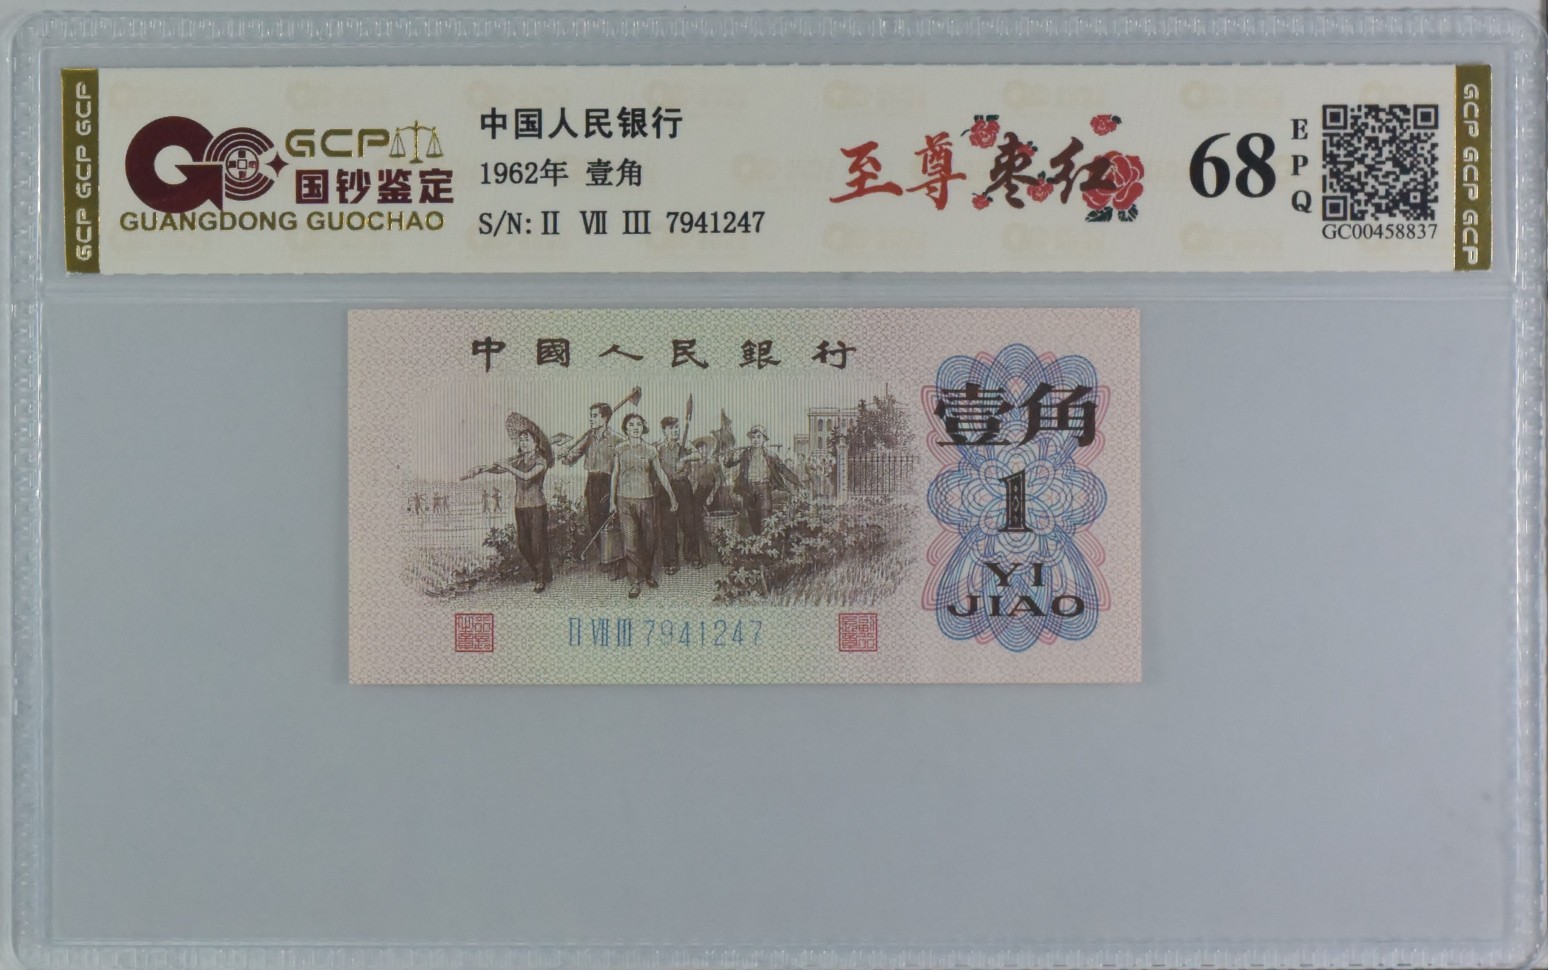 GCP GCP GCP
GCP
国钞鉴定
GUANGDONG GUOCHAO
中国人民银行
1962年 壹角
S/N: II VII III 7941247
至尊枣红
68
EPQ
GC00458837
GCP GCP GCP
中國人民銀行
壹角
1
YI
JIAO
II VII III 7941247